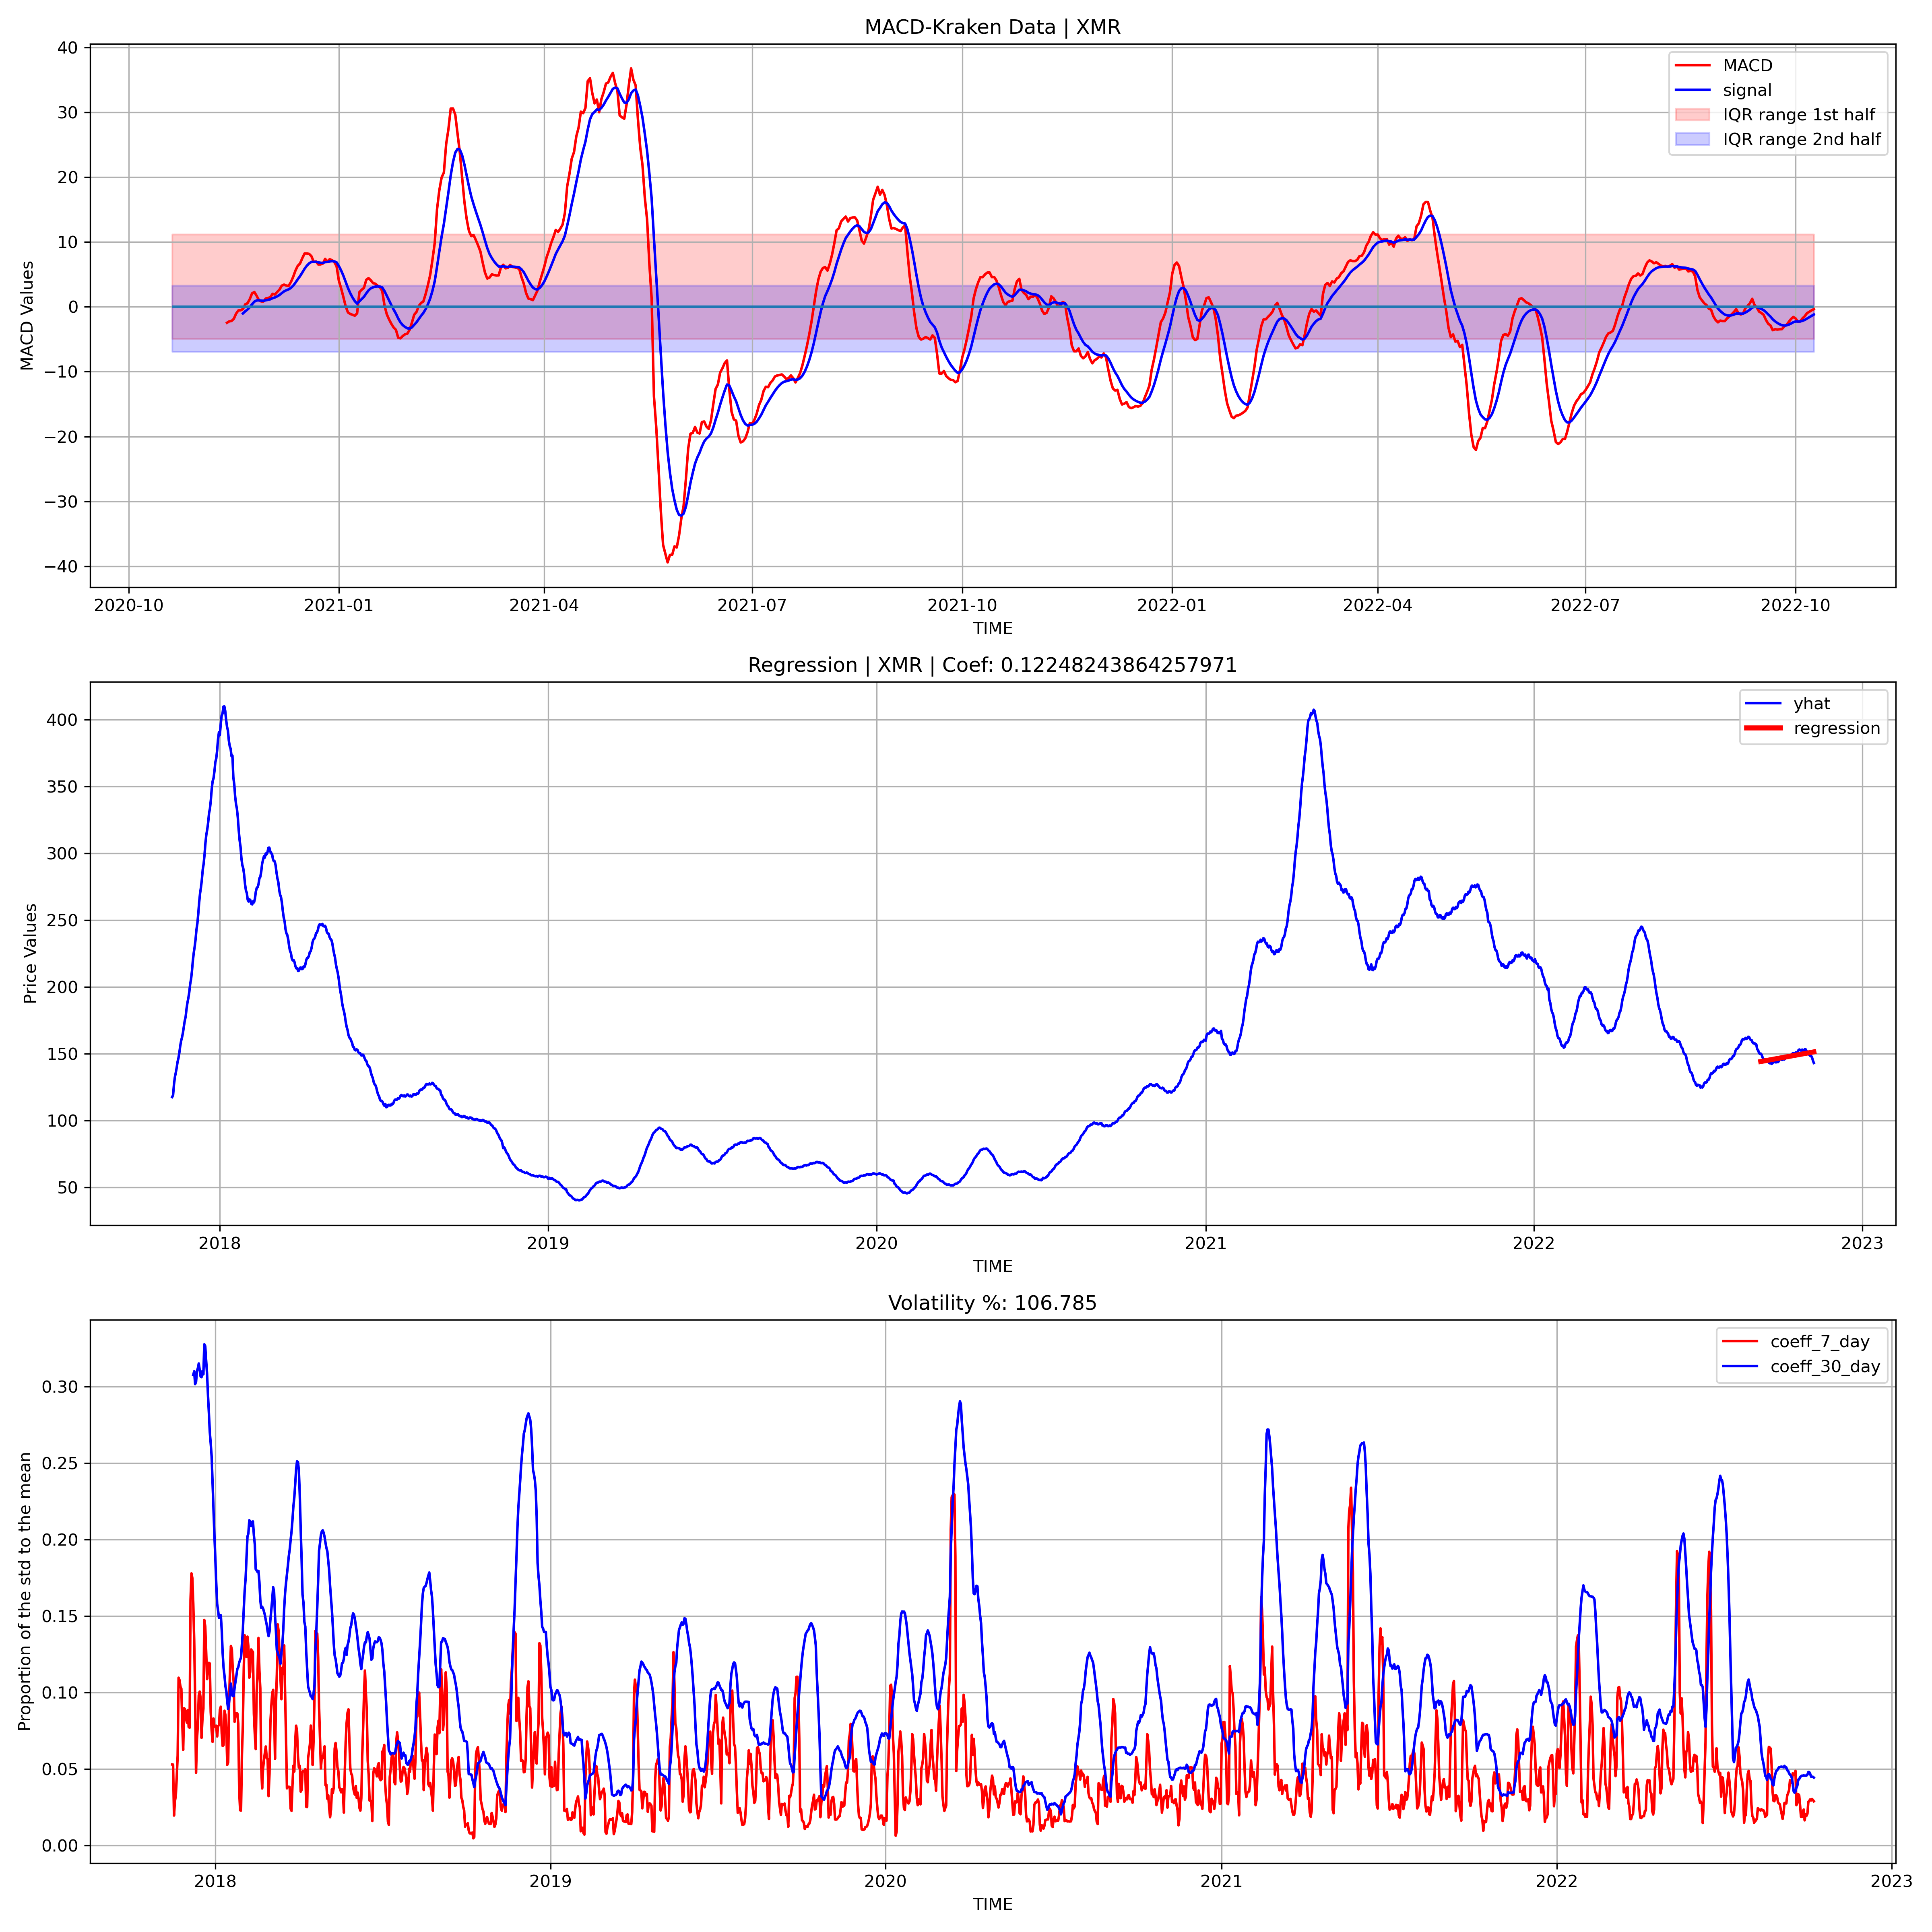 MACD-Kraken Data | XMR
MACD
signal
IQR range 1st half
IQR range 2nd half
40
30
20
10
0
−10
−20
−30
−40
MACD Values
2020-10 2021-01 2021-04 2021-07 2021-10 2022-01 2022-04 2022-07 2022-10
TIME
Regression | XMR | Coef: 0.12248243864257971
yhat
regression
400
350
300
250
200
150
100
50
Price Values
2018 2019 2020 2021 2022 2023
TIME
Volatility %: 106.785
coeff_7_day
coeff_30_day
0.30
0.25
0.20
0.15
0.10
0.05
0.00
Proportion of the std to the mean
2018 2019 2020 2021 2022 2023
TIME